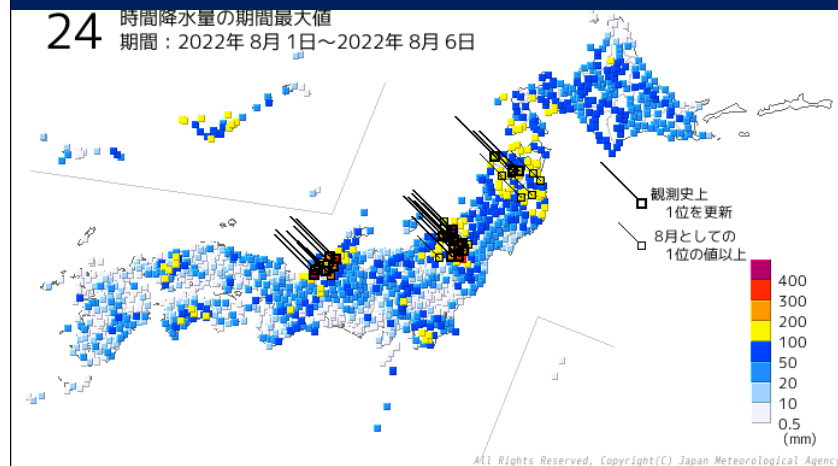 24 時間降水量の期間最大値
期間：2022年 8月 1日～2022年 8月 6日
観測史上
1位を更新
8月としての
1位の値以上
400
300
200
100
50
20
10
0.5
(mm)
All Rights Reserved, Copyright(C) Japan Meteorological Agency